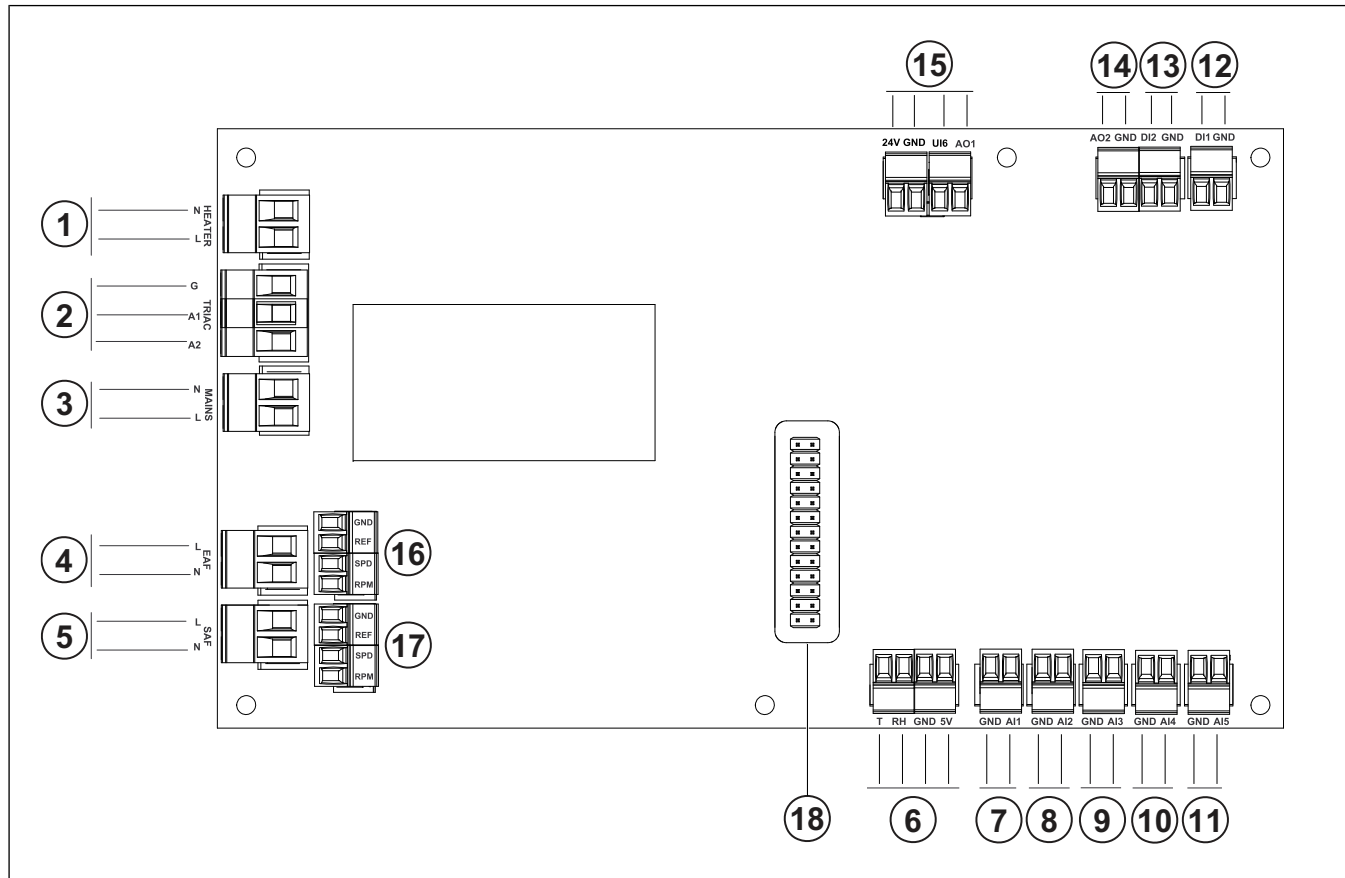 15
14 13 12
24V GND UI6 AO1
AO2 GND DI2 GND DI1 GND
1
N
L
HEATER
2
G
A1
A2
TRIAC
3
N
L
MAINS
4
L
N
EAF
GND
REF
SPD
RPM
16
5
L
N
SAF
GND
REF
SPD
RPM
17
T RH GND 5V GND AI1 GND AI2 GND AI3 GND AI4 GND AI5
18 6 7 8 9 10 11